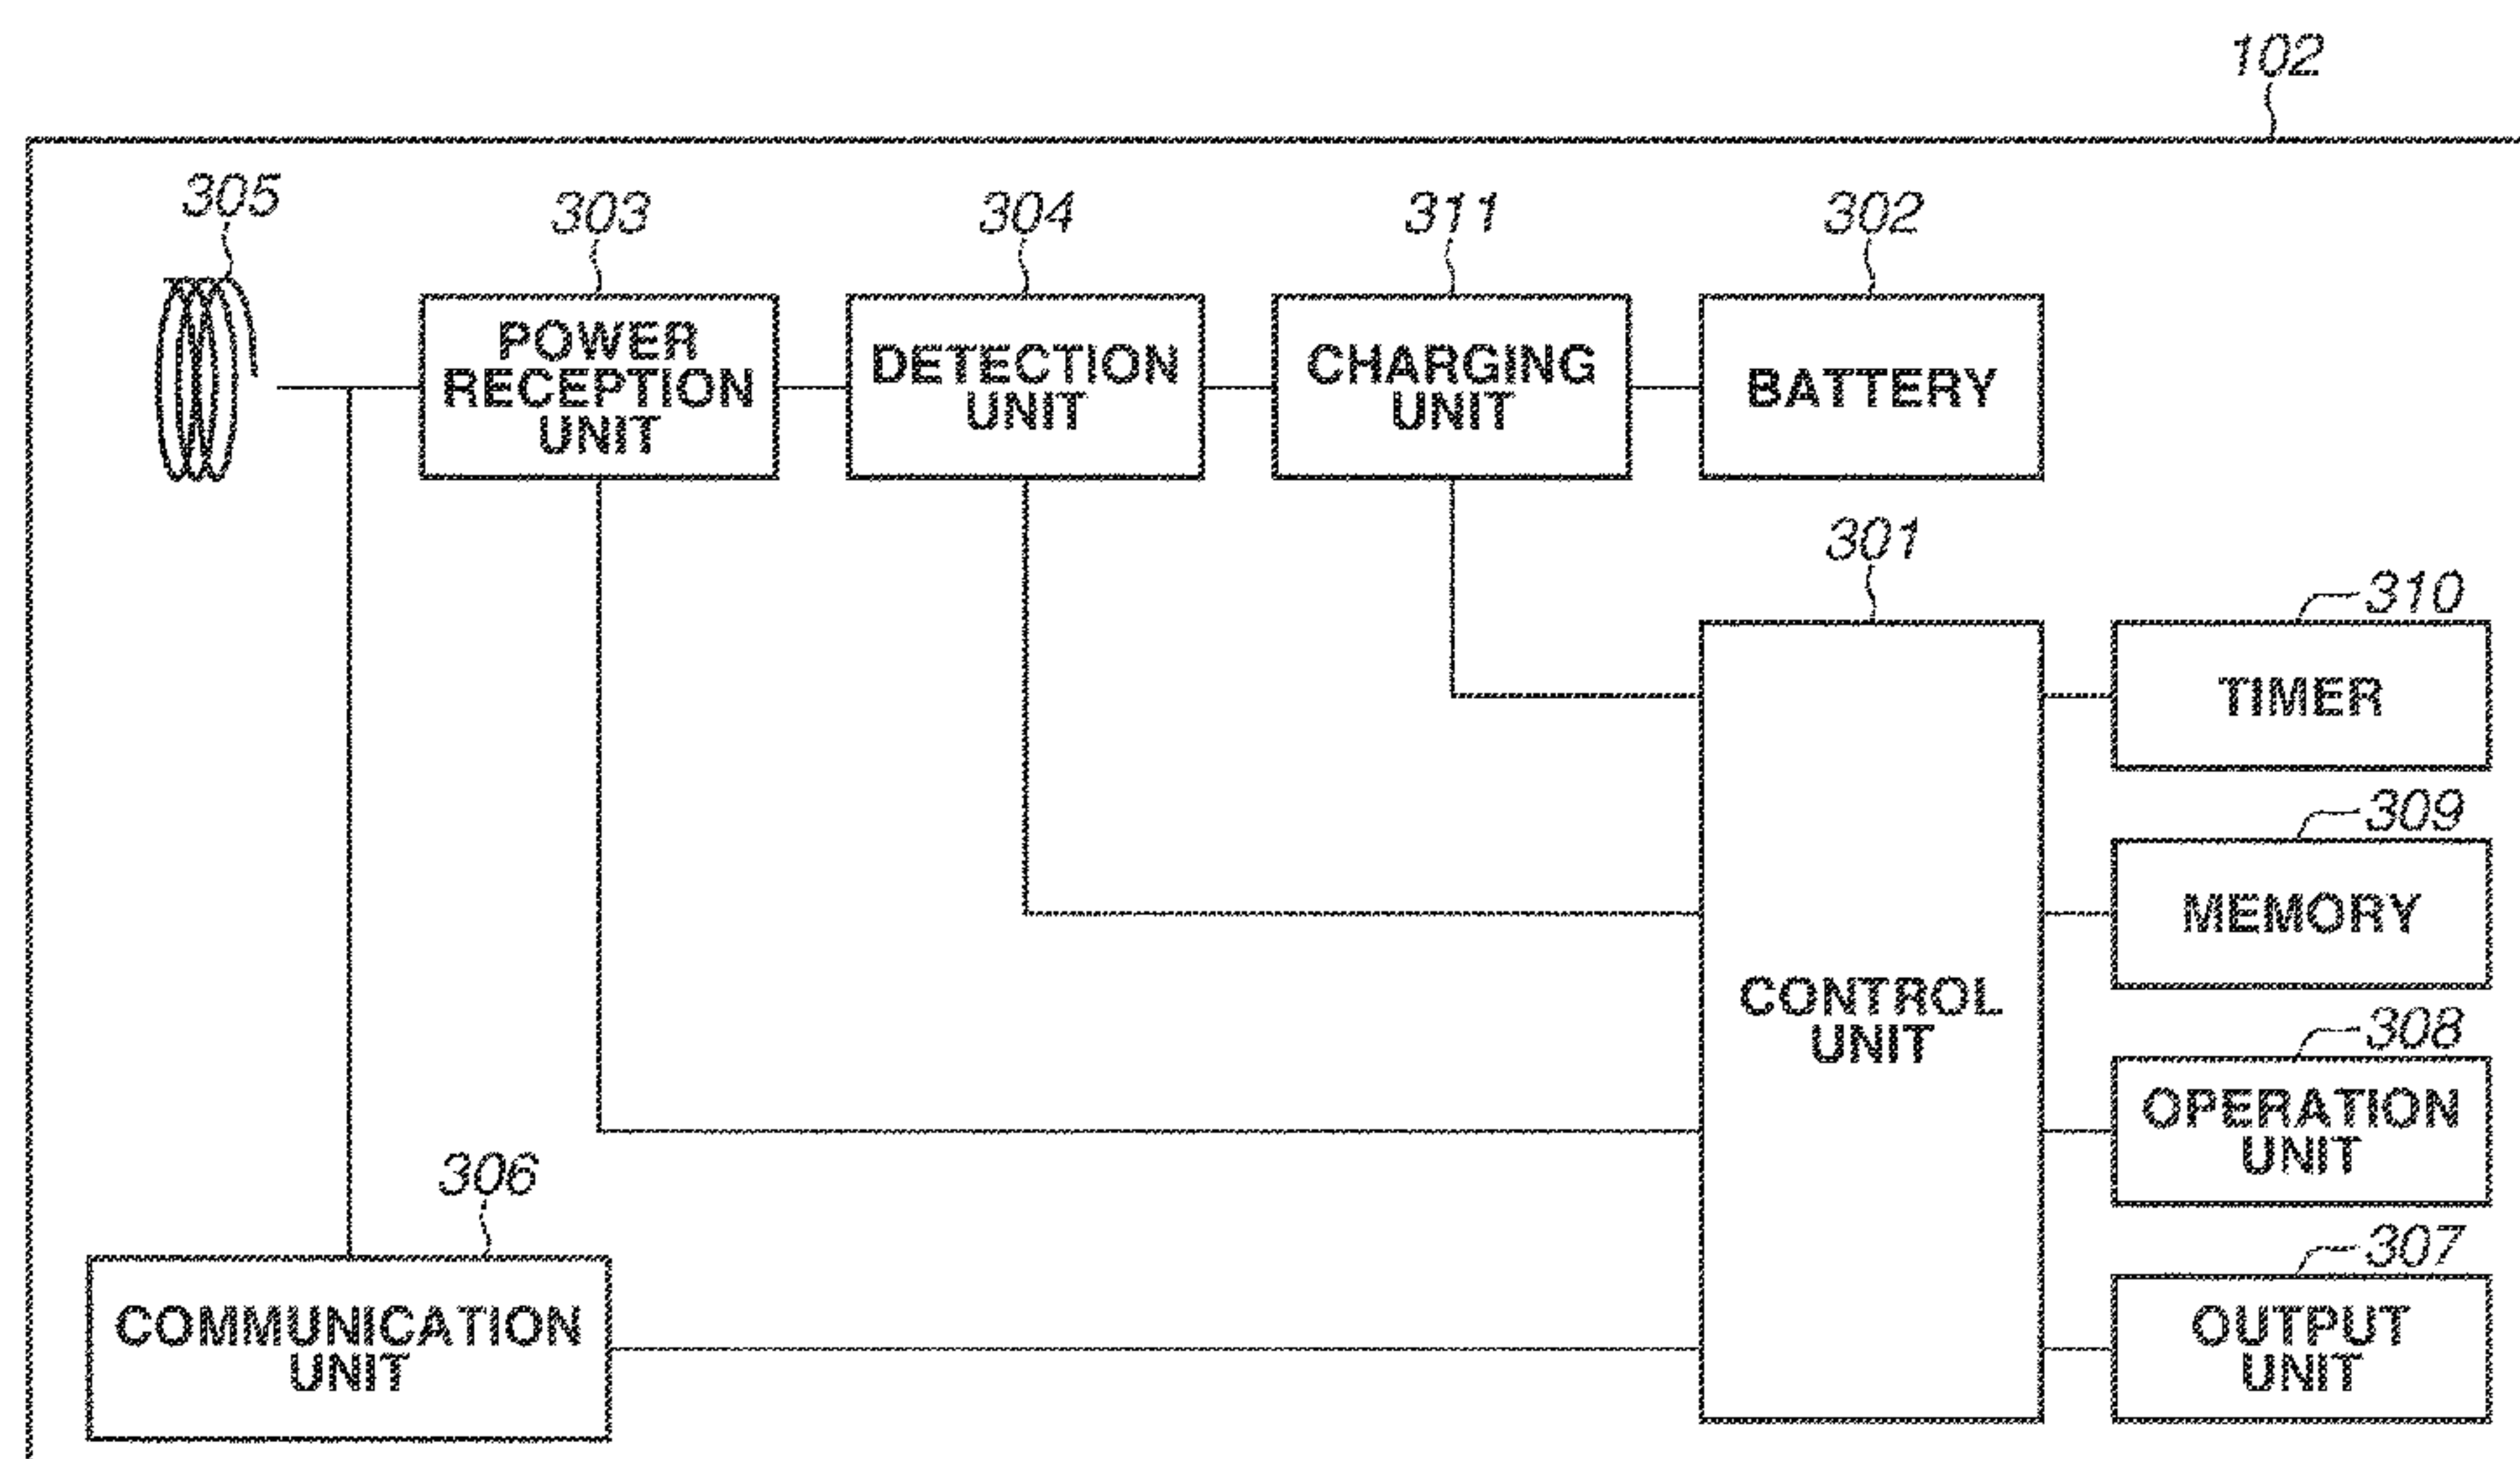 102
305
303
304
311
302
POWER
RECEPTION
UNIT
DETECTION
UNIT
CHARGING
UNIT
BATTERY
301
310
TIMER
309
MEMORY
CONTROL
UNIT
308
OPERATION
UNIT
306
COMMUNICATION
UNIT
307
OUTPUT
UNIT